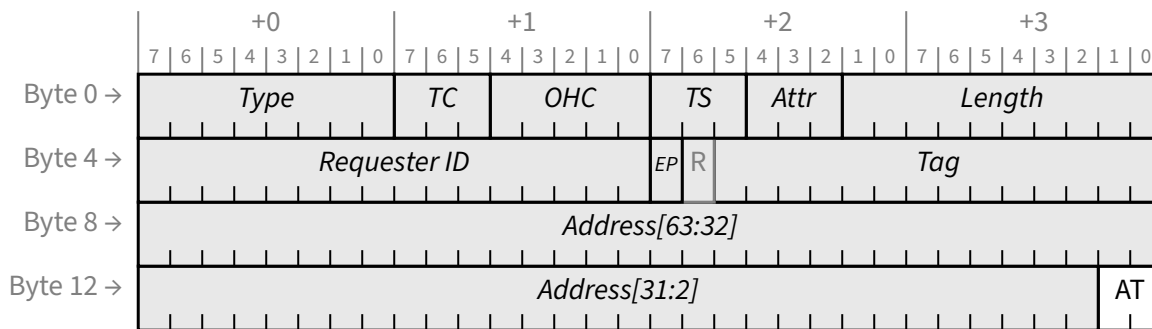 +0 +1 +2 +3
7 6 5 4 3 2 1 0 7 6 5 4 3 2 1 0 7 6 5 4 3 2 1 0 7 6 5 4 3 2 1 0
Byte 0 → Type TC OHC TS Attr Length
Byte 4 → Requester ID EP R Tag
Byte 8 → Address[63:32]
Byte 12 → Address[31:2] AT